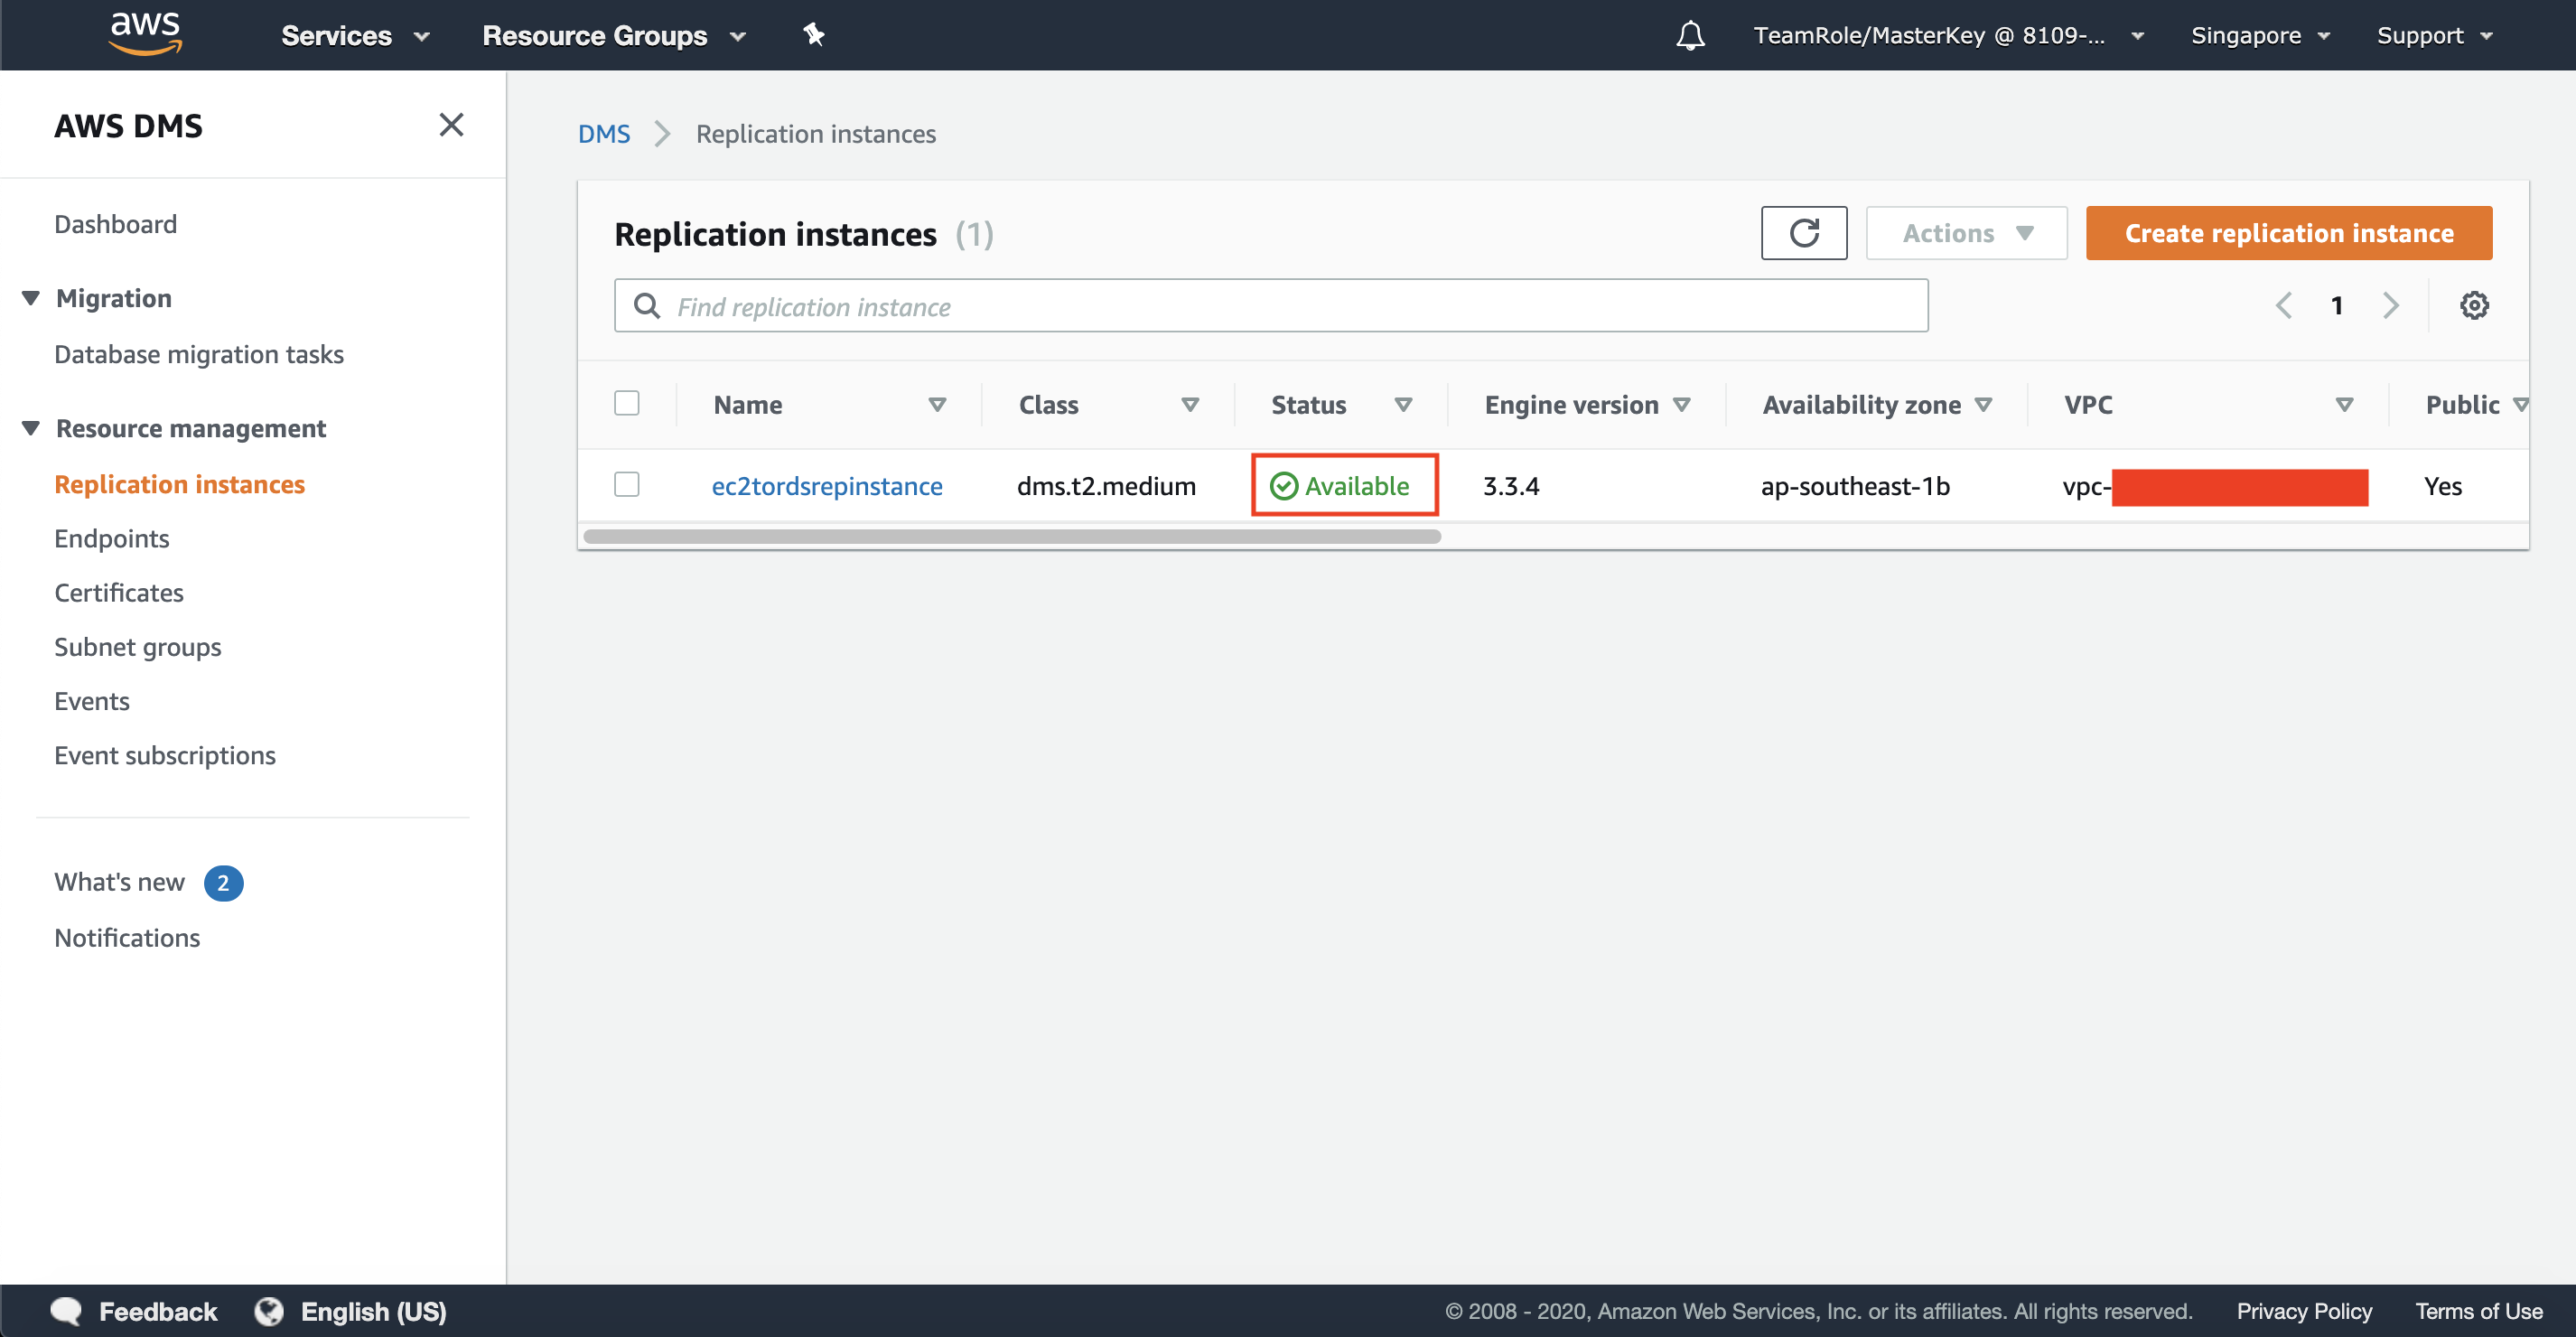 aws Services Resource Groups TeamRole/MasterKey @ 8109-... Singapore Support
AWS DMS
Dashboard
Migration
Database migration tasks
Resource management
Replication instances
Endpoints
Certificates
Subnet groups
Events
Event subscriptions
What's new 2
Notifications
DMS Replication instances
Replication instances (1) Actions Create replication instance
Find replication instance 1
Name Class Status Engine version Availability zone VPC Public
ec2tordsrepinstance dms.t2.medium Available 3.3.4 ap-southeast-1b vpc- Yes
Feedback English (US) © 2008 - 2020, Amazon Web Services, Inc. or its affiliates. All rights reserved. Privacy Policy Terms of Use